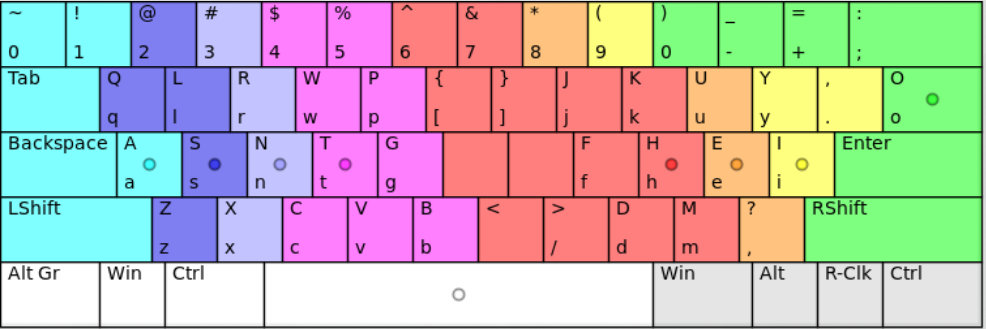 ~ ! @ # $ % ^ & * ( ) _ = :
0 1 2 3 4 5 6 7 8 9 0 - + ;
Tab Q L R W P { } J K U Y , O
q l r w p [ ] j k u y . o
Backspace A S N T G F H E I Enter
a s n t g f h e i
LShift Z X C V B < > D M ? RShift
z x c v b / d m ,
Alt Gr Win Ctrl Win Alt R-Clk Ctrl